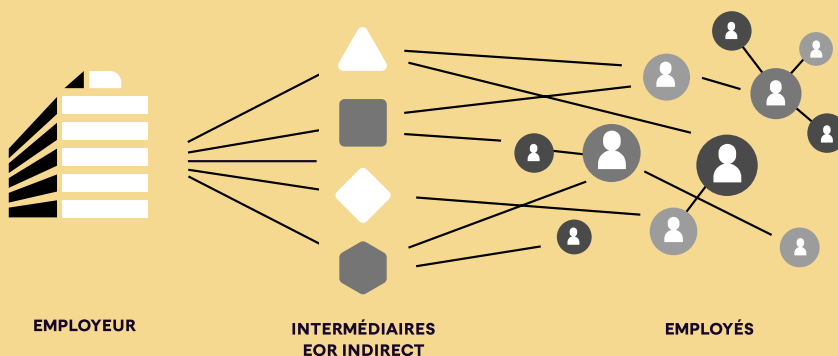 EMPLOYEUR
INTERMÉDIAIRES
EOR INDIRECT
EMPLOYÉS